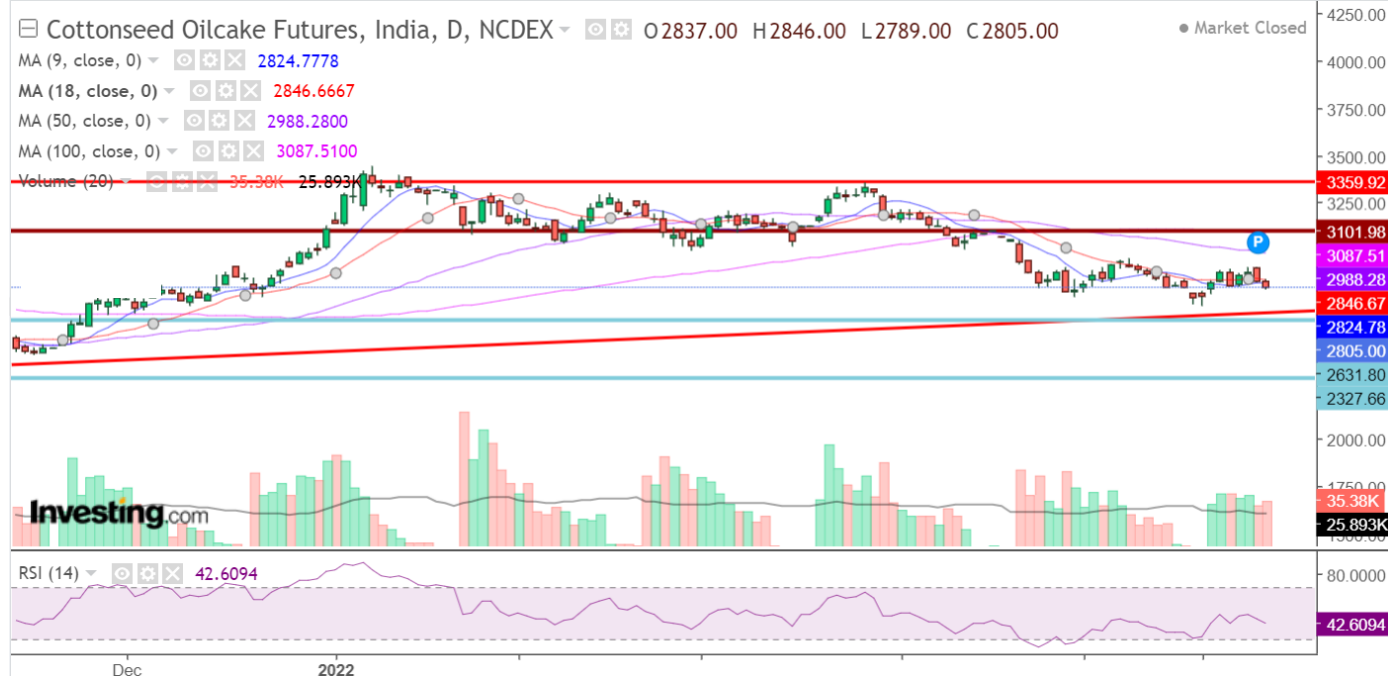 Cottonseed Oilcake Futures, India, D, NCDEX O2837.00 H2846.00 L2789.00 C2805.00
Market Closed
MA (9, close, 0) 2824.7778
MA (18, close, 0) 2846.6667
MA (50, close, 0) 2988.2800
MA (100, close, 0) 3087.5100
Volume (20) 35.38K 25.893K
4250.00
4000.00
3750.00
3500.00
3359.92
3250.00
3101.98
P
3087.51
2988.28
2846.67
2824.78
2805.00
2631.80
2327.66
2000.00
1750.00
35.38K
25.893K
1500.00
Investing.com
RSI (14) 42.6094
80.0000
42.6094
Dec 2022